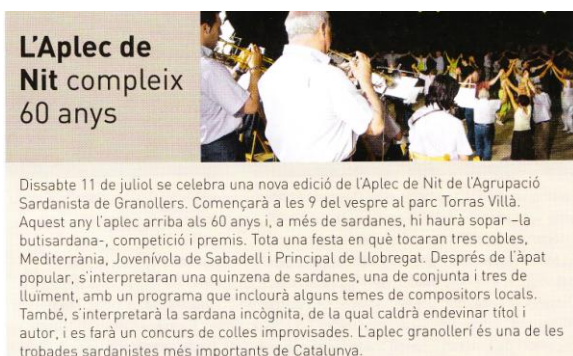 L'Aplec de
Nit compleix
60 anys
Dissabte 11 de juliol se celebra una nova edició de l'Aplec de Nit de l'Agrupació
Sardanista de Granollers. Començarà a les 9 del vespre al parc Torras Villà.
Aquest any l'aplec arriba als 60 anys i, a més de sardanes, hi haurà sopar –la
butisardana-, competició i premis. Tota una festa en què tocaran tres cobles,
Mediterrània, Jovenívola de Sabadell i Principal de Llobregat. Després de l'àpat
popular, s'interpretaran una quinzena de sardanes, una de conjunta i tres de
lluïment, amb un programa que inclourà alguns temes de compositors locals.
També, s'interpretarà la sardana incògnita, de la qual caldrà endevinar títol i
autor, i es farà un concurs de colles improvisades. L'aplec granollerí és una de les
trobades sardanistes més importants de Catalunya.